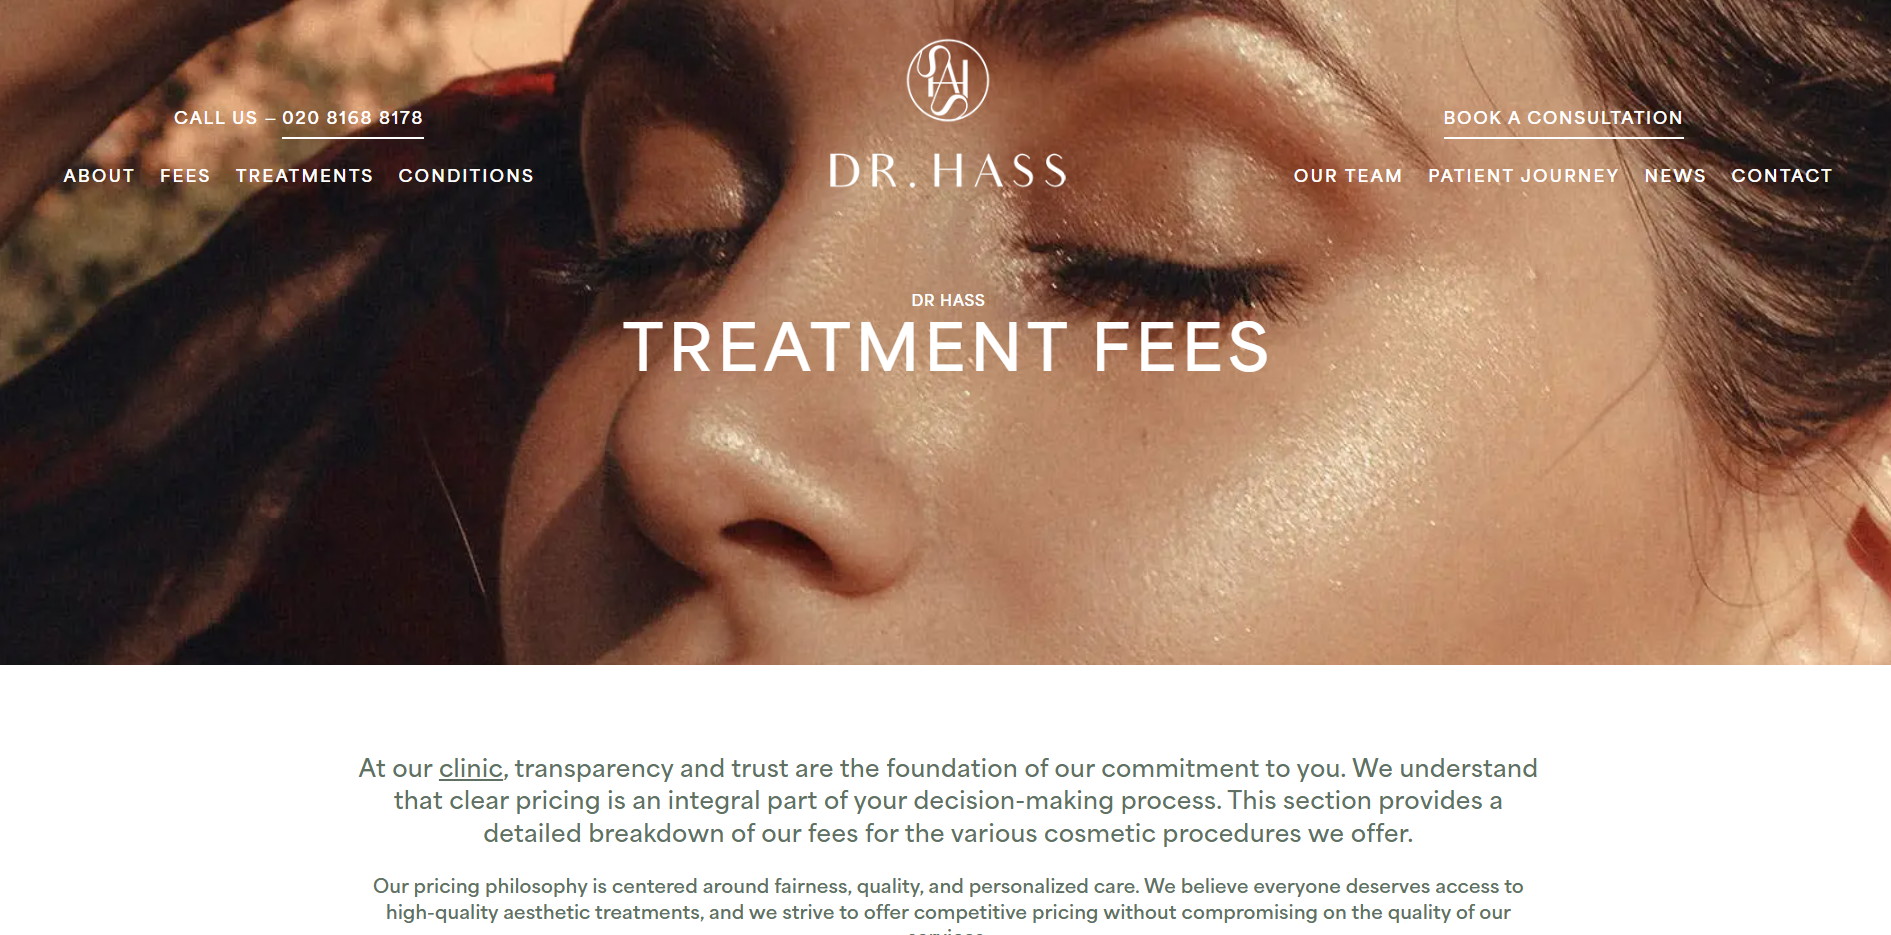 CALL US – 020 8168 8178
BOOK A CONSULTATION
ABOUT FEES TREATMENTS CONDITIONS
DR. HASS
OUR TEAM PATIENT JOURNEY NEWS CONTACT
DR HASS
TREATMENT FEES
At our clinic, transparency and trust are the foundation of our commitment to you. We understand
that clear pricing is an integral part of your decision-making process. This section provides a
detailed breakdown of our fees for the various cosmetic procedures we offer.
Our pricing philosophy is centered around fairness, quality, and personalized care. We believe everyone deserves access to
high-quality aesthetic treatments, and we strive to offer competitive pricing without compromising on the quality of our